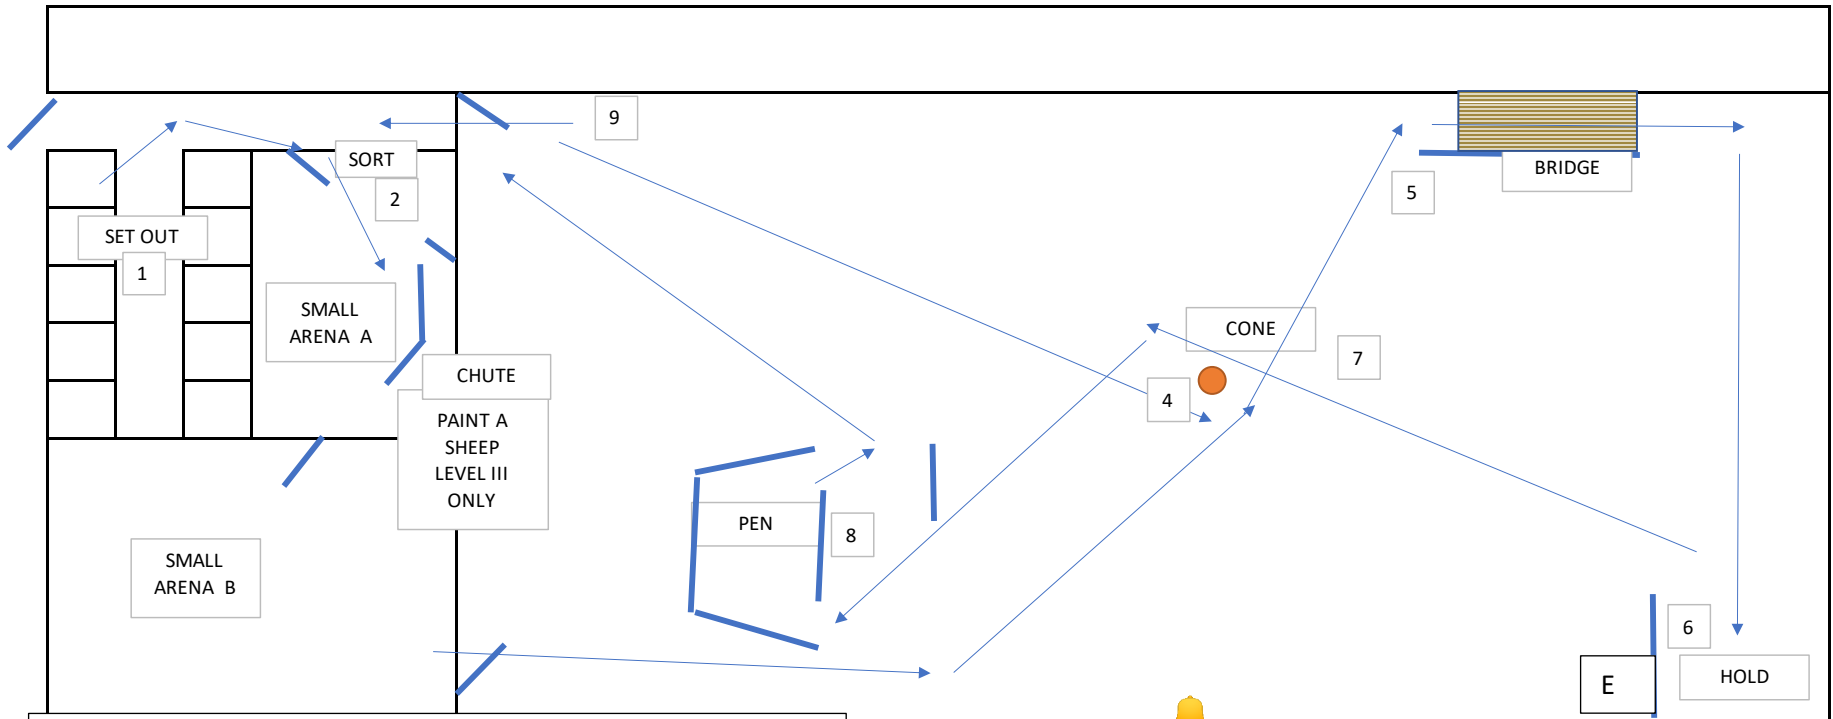 9
SORT
BRIDGE
2
5
SET OUT
1
SMALL
ARENA A
CONE
7
CHUTE
4
PAINT A
SHEEP
LEVEL III
ONLY
PEN
8
SMALL
ARENA B
6
E
HOLD